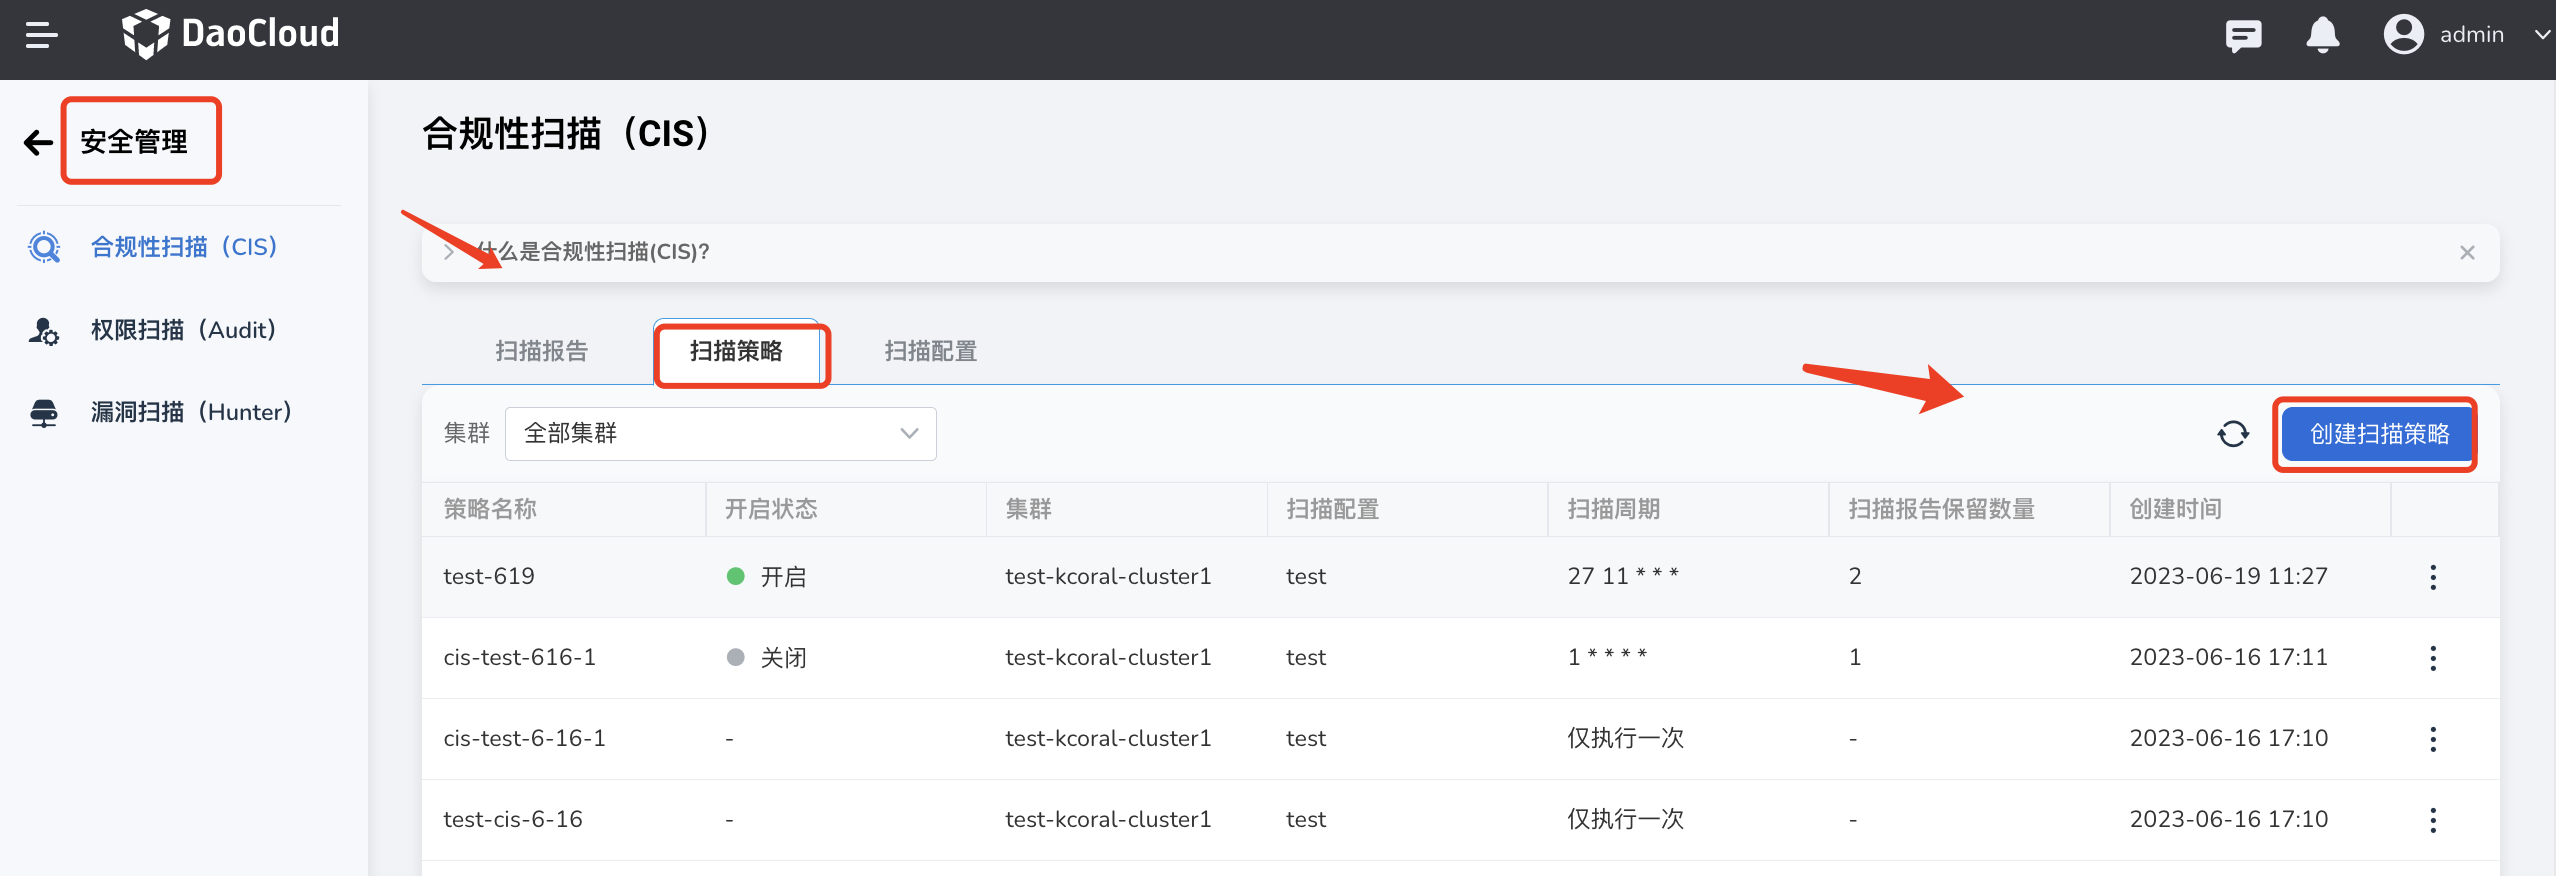 DaoCloud
admin
安全管理
合规性扫描（CIS）
权限扫描（Audit）
漏洞扫描（Hunter）
合规性扫描（CIS）
什么是合规性扫描(CIS)?
扫描报告 扫描策略 扫描配置
集群 全部集群 创建扫描策略
策略名称 开启状态 集群 扫描配置 扫描周期 扫描报告保留数量 创建时间
test-619 开启 test-kcoral-cluster1 test 27 11 * * * 2 2023-06-19 11:27
cis-test-616-1 关闭 test-kcoral-cluster1 test 1 * * * * 1 2023-06-16 17:11
cis-test-6-16-1 - test-kcoral-cluster1 test 仅执行一次 - 2023-06-16 17:10
test-cis-6-16 - test-kcoral-cluster1 test 仅执行一次 - 2023-06-16 17:10